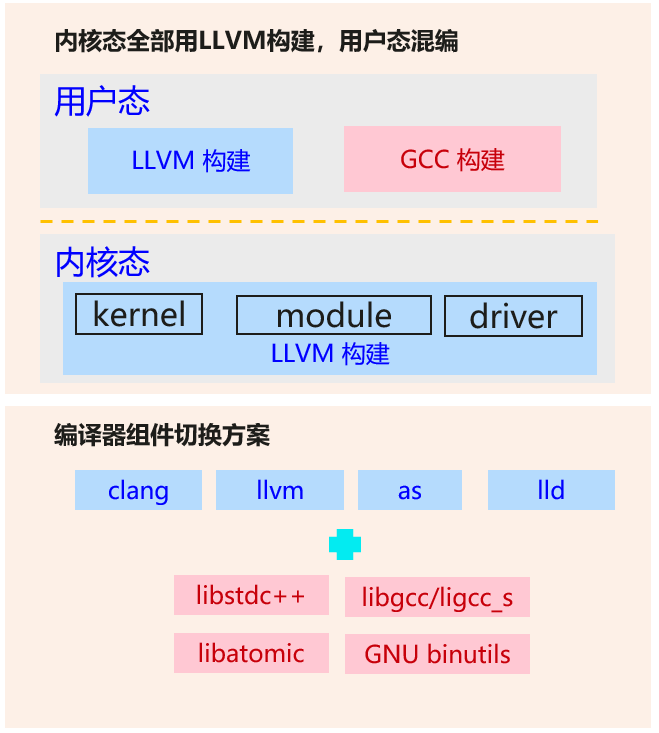 内核态全部用LLVM构建，用户态混编
用户态
LLVM 构建
GCC 构建
内核态
kernel
module
driver
LLVM 构建
编译器组件切换方案
clang
llvm
as
lld
libstdc++
libgcc/ligcc_s
libatomic
GNU binutils